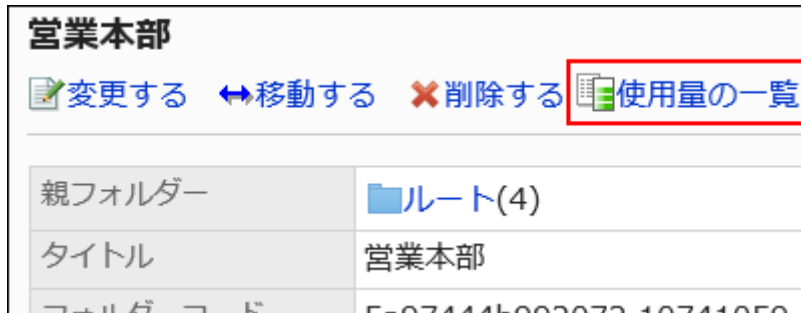 営業本部
変更する 移動する 削除する 使用量の一覧
親フォルダー ルート(4)
タイトル 営業本部